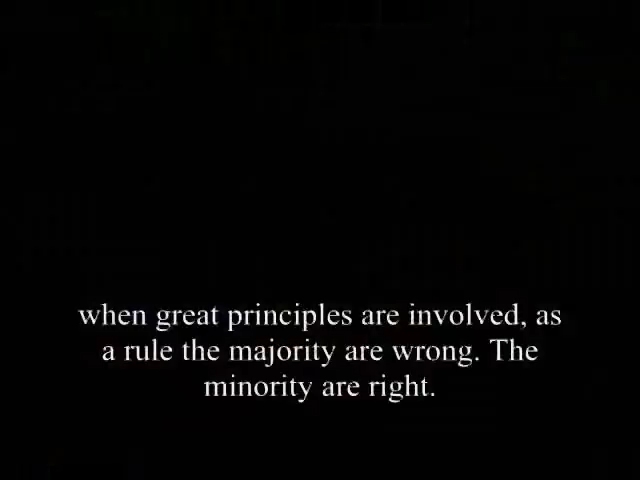 when great principles are involved, as
a rule the majority are wrong. The
minority are right.